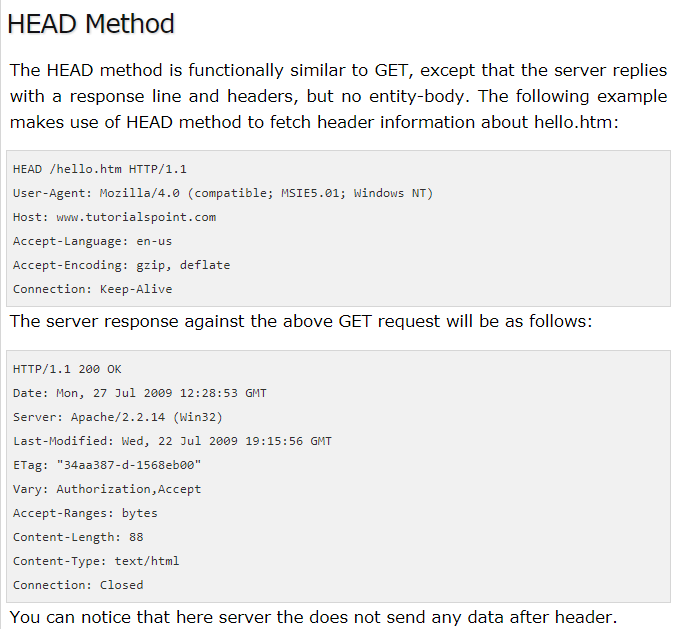 HEAD Method
The HEAD method is functionally similar to GET, except that the server replies
with a response line and headers, but no entity-body. The following example
makes use of HEAD method to fetch header information about hello.htm:
HEAD /hello.htm HTTP/1.1
User-Agent: Mozilla/4.0 (compatible; MSIE5.01; Windows NT)
Host: www.tutorialspoint.com
Accept-Language: en-us
Accept-Encoding: gzip, deflate
Connection: Keep-Alive
The server response against the above GET request will be as follows:
HTTP/1.1 200 OK
Date: Mon, 27 Jul 2009 12:28:53 GMT
Server: Apache/2.2.14 (Win32)
Last-Modified: Wed, 22 Jul 2009 19:15:56 GMT
ETag: "34aa387-d-1568eb00"
Vary: Authorization,Accept
Accept-Ranges: bytes
Content-Length: 88
Content-Type: text/html
Connection: Closed
You can notice that here server the does not send any data after header.